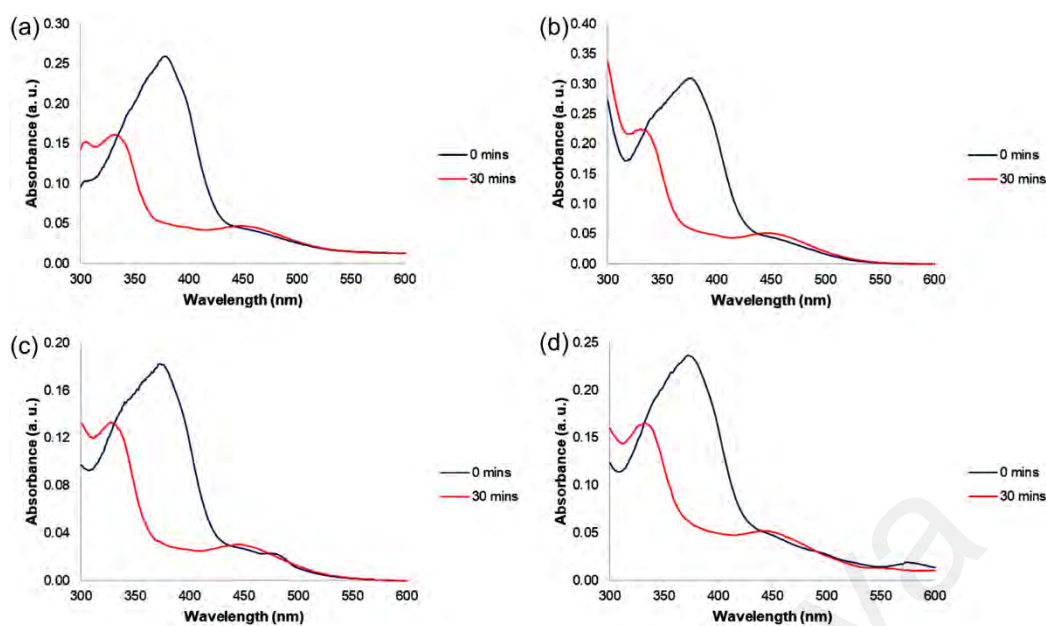 (a)
0.30
0.25
0.20
0.15
0.10
0.05
0.00
Absorbance (a. u.)
300 350 400 450 500 550 600
Wavelength (nm)
0 mins
30 mins
(b)
0.40
0.35
0.30
0.25
0.20
0.15
0.10
0.05
0.00
Absorbance (a. u.)
300 350 400 450 500 550 600
Wavelength (nm)
0 mins
30 mins
(c)
0.20
0.16
0.12
0.08
0.04
0.00
Absorbance (a. u.)
300 350 400 450 500 550 600
Wavelength (nm)
0 mins
30 mins
(d)
0.25
0.20
0.15
0.10
0.05
0.00
Absorbance (a. u.)
300 350 400 450 500 550 600
Wavelength (nm)
0 mins
30 mins